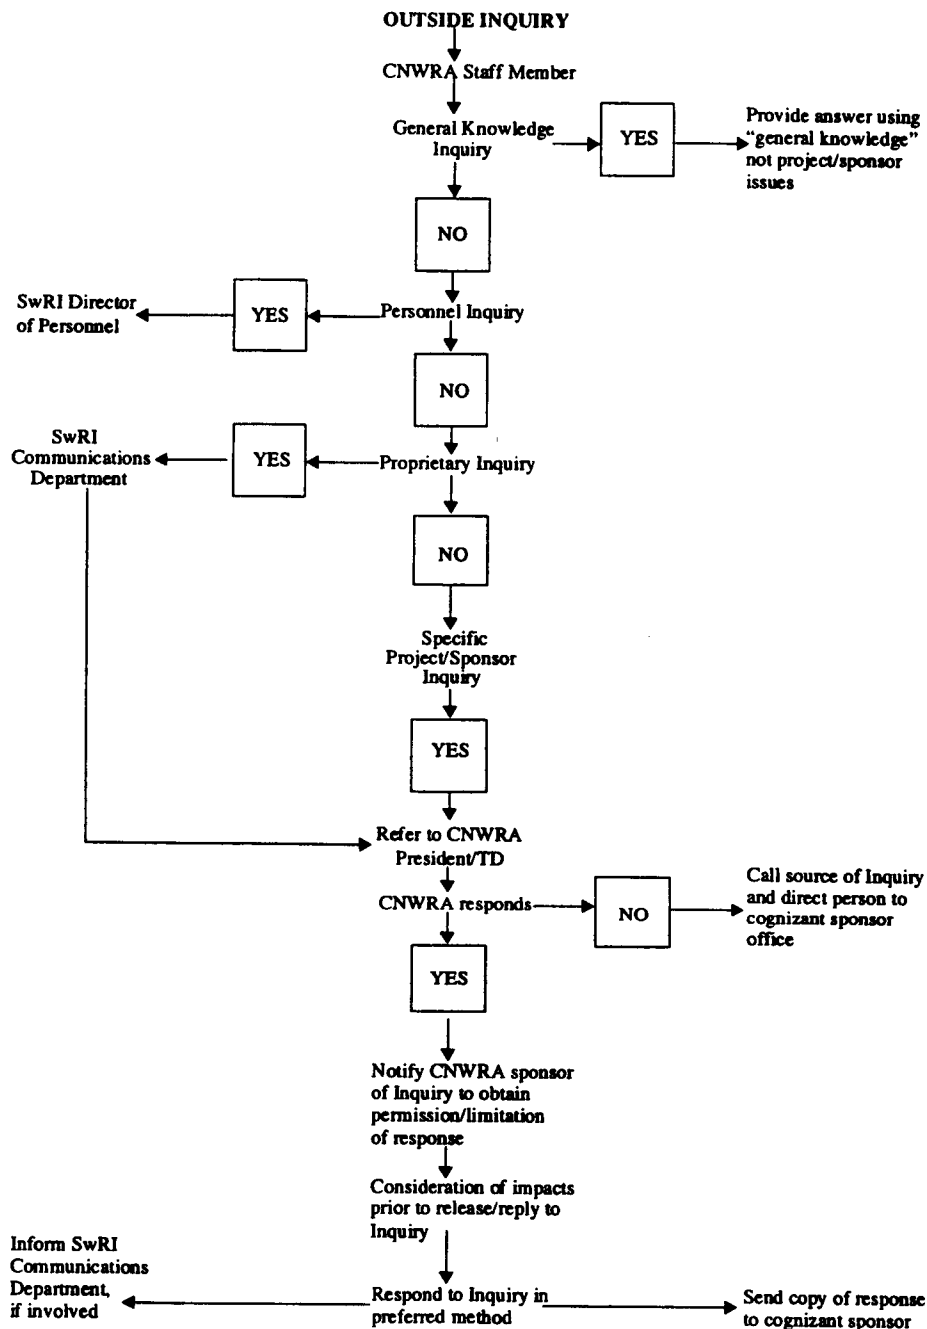 OUTSIDE INQUIRY
CNWRA Staff Member
General Knowledge
Inquiry
YES
Provide answer using
“general knowledge”
not project/sponsor
issues
NO
SwRI Director
of Personnel
YES
Personnel Inquiry
NO
SwRI
Communications
Department
YES
Proprietary Inquiry
NO
Specific
Project/Sponsor
Inquiry
YES
Refer to CNWRA
President/TD
CNWRA responds
NO
Call source of Inquiry
and direct person to
cognizant sponsor
office
YES
Notify CNWRA sponsor
of Inquiry to obtain
permission/limitation
of response
Consideration of impacts
prior to release/reply to
Inquiry
Inform SwRI
Communications
Department,
if involved
Respond to Inquiry in
preferred method
Send copy of response
to cognizant sponsor